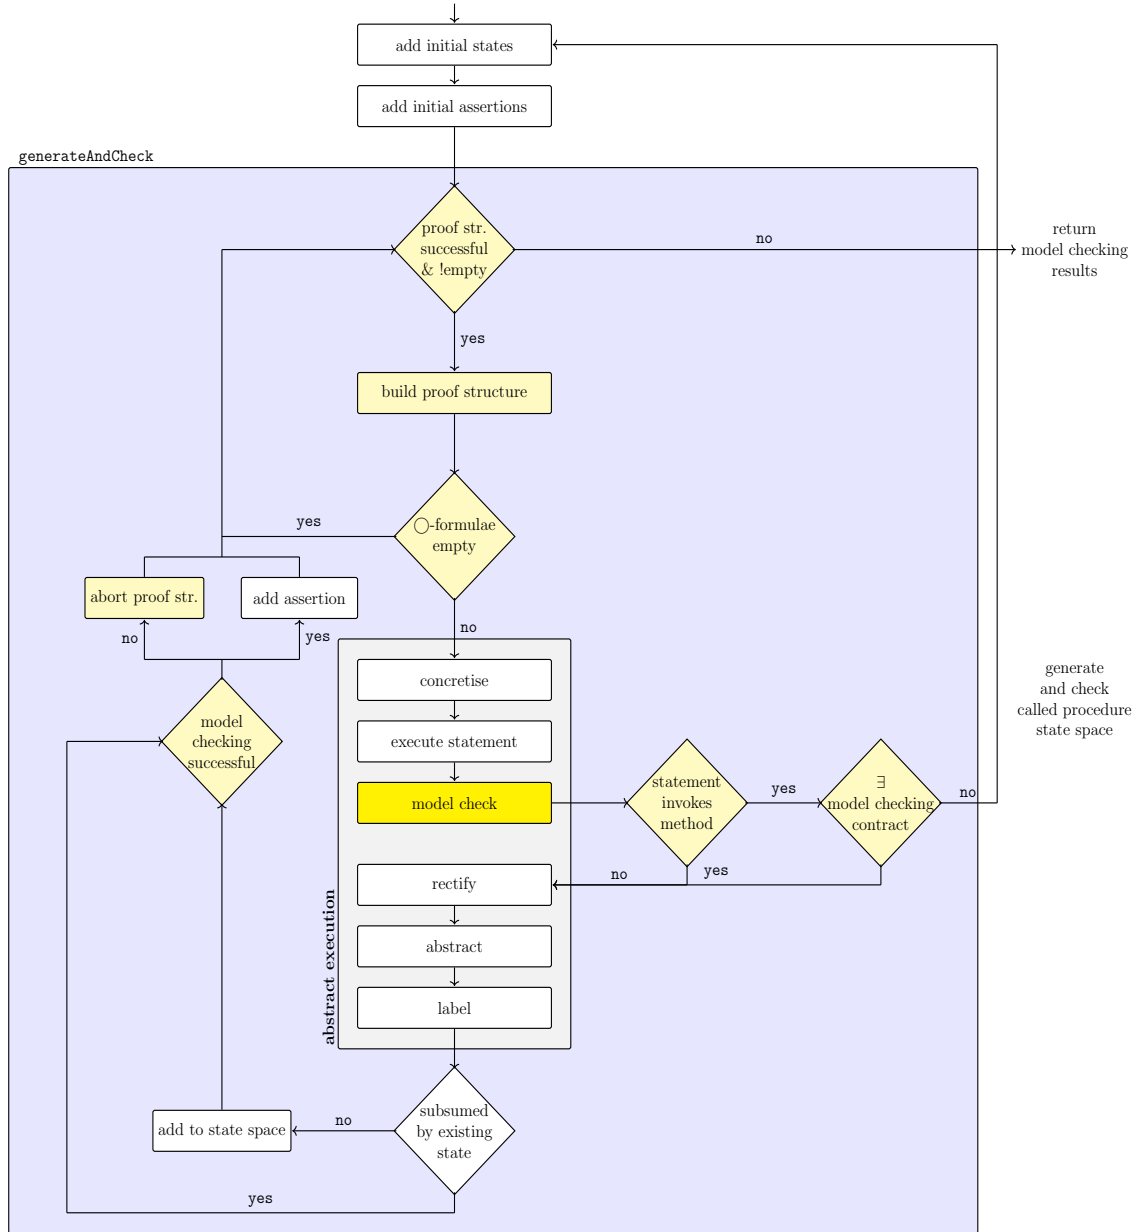 add initial states
add initial assertions
generateAndCheck
proof str.
successful
& !empty
no
return
model checking
results
yes
build proof structure
◯-formulae
empty
yes
abort proof str.
add assertion
no
no
yes
concretise
generate
and check
called procedure
state space
model
checking
successful
execute statement
model check
statement
invokes
method
yes
∃
model checking
contract
no
rectify
no
yes
abstract
label
abstract execution
subsumed
by existing
state
no
add to state space
yes